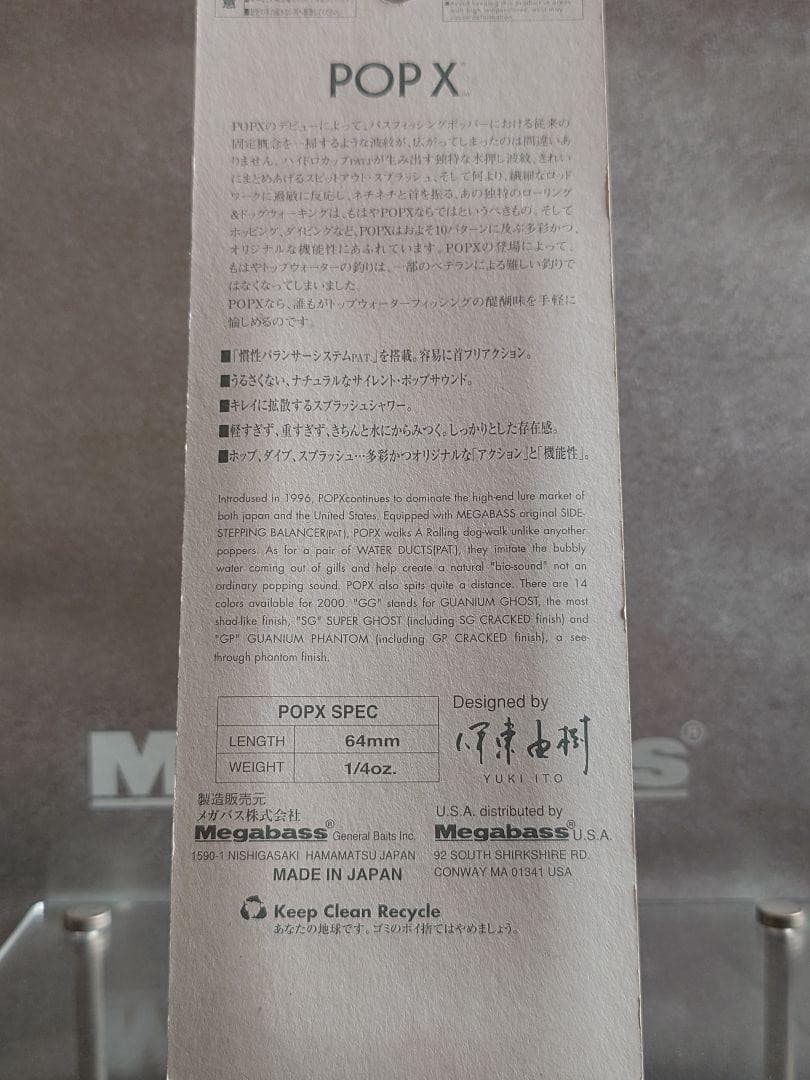 POP X
POPXのデビューによって、バスフィッシングポッパーにおける従来の
固定概念を一掃するような波紋が、広がってしまったのは間違いあ
りません。ハイドロカップPAT.)が生み出す独特な水押し波紋。きれい
にまとめあげるスピットアウト・スプラッシュ、そして何より、繊細なロッド
ワークに過敏に反応し、ネチネチと首を振る、あの独特のローリング
&ドッグウォーキングは、もはやPOPXならではというべきもの。そして
ホッピング、ダイビングなど、POPXはおよそ10パターンに及ぶ多彩かつ、
オリジナルな機能性にあふれています。POPXの登場によって、
もはやトップウォーターの釣りは、一部のベテランによる難しい釣りで
はなくなってしまいました。
POPXなら、誰もがトップウォーターフィッシングの醍醐味を手軽に
愉しめるのです。
■「慣性バランサーシステムPAT.」を搭載。容易に首フリアクション。
■うるさくない、ナチュラルなサイレント・ポップサウンド。
■キレイに拡散するスプラッシュシャワー。
■軽すぎず、重すぎず、きちんと水にからみつく。しっかりとした存在感。
■ホップ、ダイブ、スプラッシュ…多彩かつオリジナルな「アクション」と「機能性」。
Introdused in 1996, POPXcontinues to dominate the high-end lure market of
both japan and the United States. Equipped with MEGABASS original SIDE-
STEPPING BALANCER(PAT.), POPX walks A Ralling dog-walk unlike anyother
poppers. As for a pair of WATER DUCTS(PAT.), they imitate the bubbly
water coming out of gills and help create a natural "bio-sound" not an
ordinary popping sound. POPX also spits quite a distance. There are 14
colors available for 2000. "GG" stands for GUANIUM GHOST, the most
shad-like finish, "SG" SUPER GHOST (including SG CRACKED finish) and
"GP" GUANIUM PHANTOM (including GP CRACKED finish), a see-
through phantom finish.
POPX SPEC
LENGTH 64mm
WEIGHT 1/4oz.
Designed by
伊東由樹
YUKI ITO
製造販売元
メガバス株式会社
Megabass® General Baits Inc.
1590-1 NISHIGASAKI HAMAMATSU JAPAN
MADE IN JAPAN
U.S.A. distributed by
Megabass® U.S.A.
92 SOUTH SHIRKSHIRE RD.
CONWAY MA 01341 USA
Keep Clean Recycle
あなたの地球です。ゴミのポイ捨てはやめましょう。